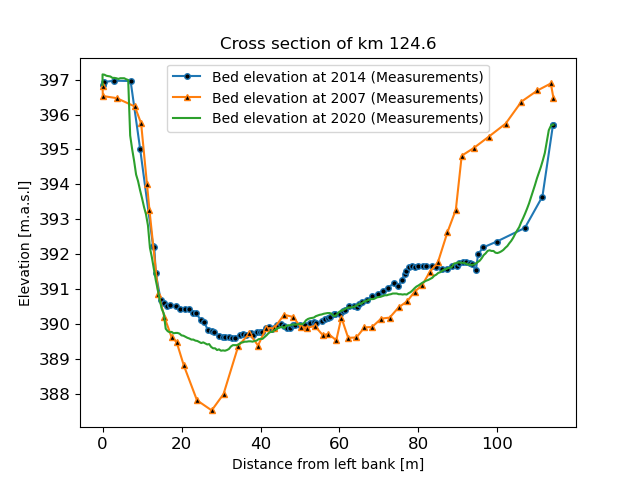 Cross section of km 124.6
Bed elevation at 2014 (Measurements)
Bed elevation at 2007 (Measurements)
Bed elevation at 2020 (Measurements)
Elevation [m.a.s.l]
397
396
395
394
393
392
391
390
389
388
0 20 40 60 80 100
Distance from left bank [m]